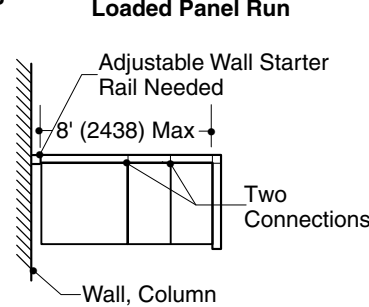 Loaded Panel Run
Adjustable Wall Starter
Rail Needed
8' (2438) Max
Two
Connections
Wall, Column